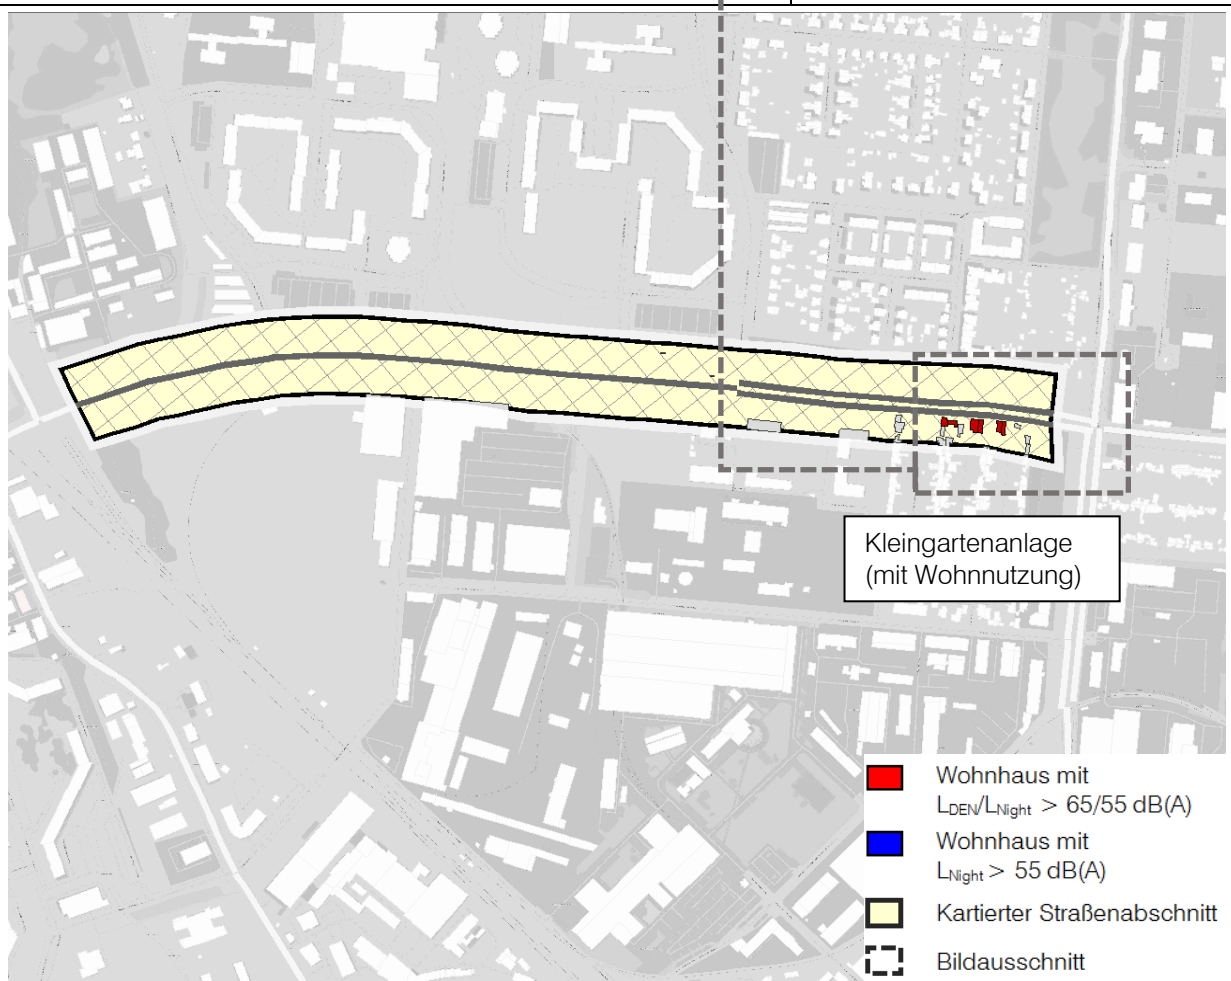 Kleingartenanlage
(mit Wohnnutzung)
Wohnhaus mit
LDEN/LNight > 65/55 dB(A)
Wohnhaus mit
LNight > 55 dB(A)
Kartierter Straßenabschnitt
Bildausschnitt